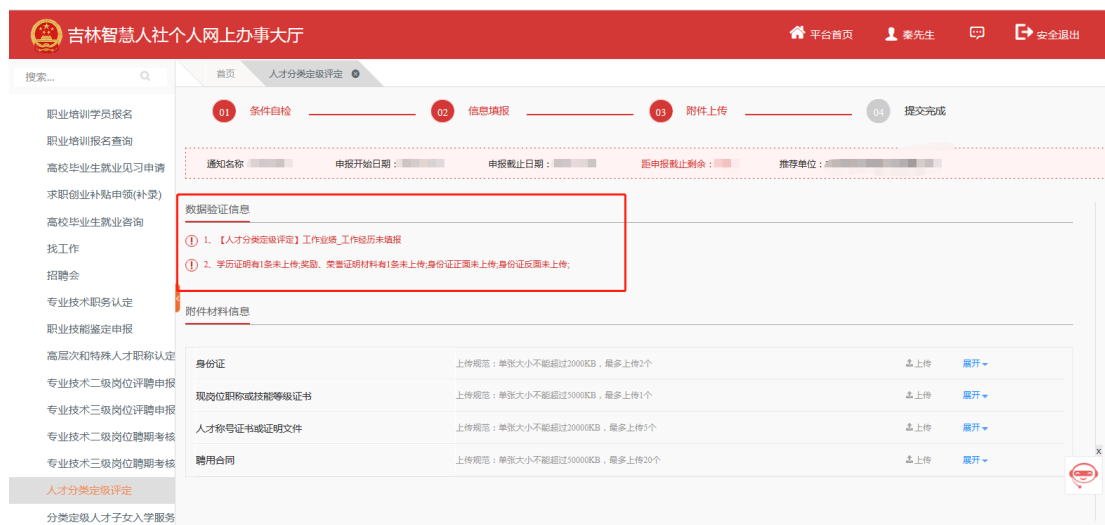 吉林智慧人社个人网上办事大厅
平台首页 秦先生 安全退出
搜索...
首页 人才分类定级评定
职业培训学员报名
职业培训报名查询
高校毕业生就业见习申请
求职创业补贴申领(补录)
高校毕业生就业咨询
找工作
招聘会
专业技术职务认定
职业技能鉴定申报
高层次和特殊人才职称认定
专业技术二级岗位评聘申报
专业技术三级岗位评聘申报
专业技术二级岗位聘期考核
专业技术三级岗位聘期考核
人才分类定级评定
分类定级人才子女入学服务
01 条件自检 02 信息填报 03 附件上传 04 提交完成
通知名称 申报开始日期: 申报截止日期: 距申报截止剩余: 推荐单位:
数据验证信息
1、【人才分类定级评定】工作业绩_工作经历未填报
2、学历证明有1条未上传;奖励、荣誉证明材料有1条未上传;身份证正面未上传;身份证反面未上传;
附件材料信息
身份证 上传规范:单张大小不能超过2000KB,最多上传2个 上传 展开
现岗位职称或技能等级证书 上传规范:单张大小不能超过5000KB,最多上传1个 上传 展开
人才称号证书或证明文件 上传规范:单张大小不能超过20000KB,最多上传5个 上传 展开
聘用合同 上传规范:单张大小不能超过50000KB,最多上传20个 上传 展开
x